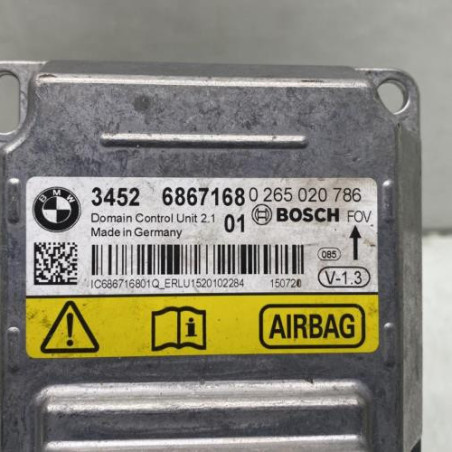 BMW
3452 6867168 0 265 020 786
Domain Control Unit 2.1 01 BOSCH FOV
Made in Germany
085
IC686716801Q_ERLU1520102284 150720 V-1.3
AIRBAG